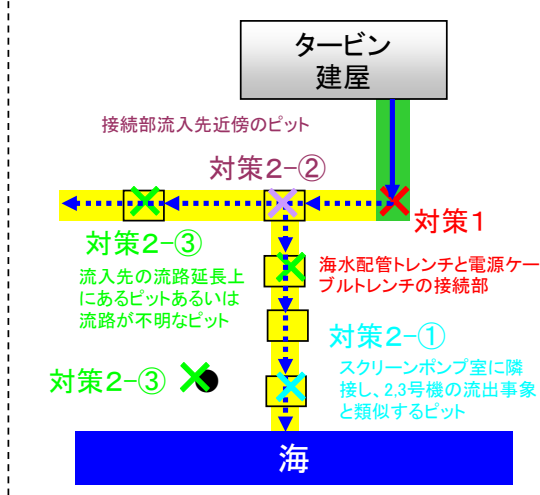 タービン
建屋
接続部流入先近傍のピット
対策2-②
対策1
対策2-③
流入先の流路延長上
にあるピットあるいは
流路が不明なピット
海水配管トレンチと電源ケー
ブルトレンチの接続部
対策2-①
スクリーンポンプ室に隣
接し、2,3号機の流出事象
と類似するピット
対策2-③
海